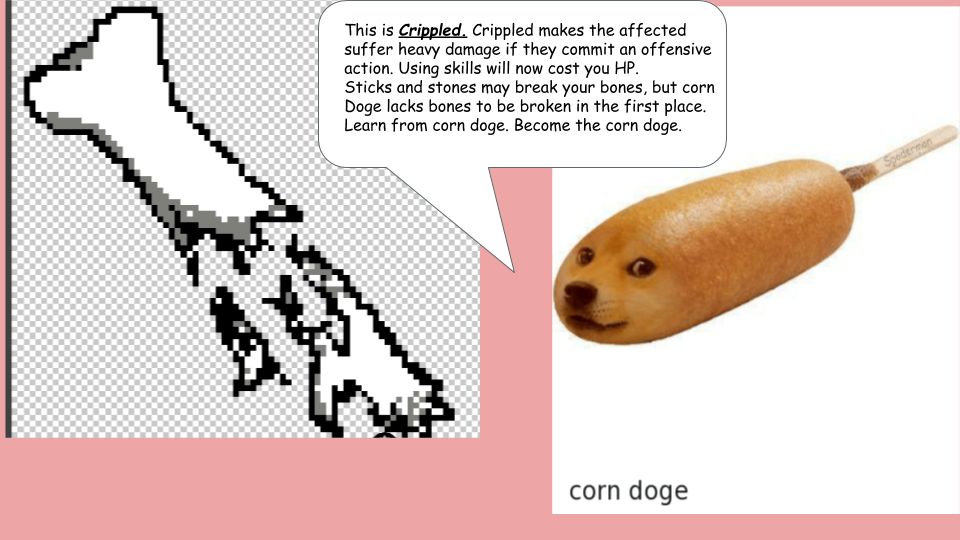 This is Crippled. Crippled makes the affected
suffer heavy damage if they commit an offensive
action. Using skills will now cost you HP.
Sticks and stones may break your bones, but corn
Doge lacks bones to be broken in the first place.
Learn from corn doge. Become the corn doge.
Spoderman
corn doge